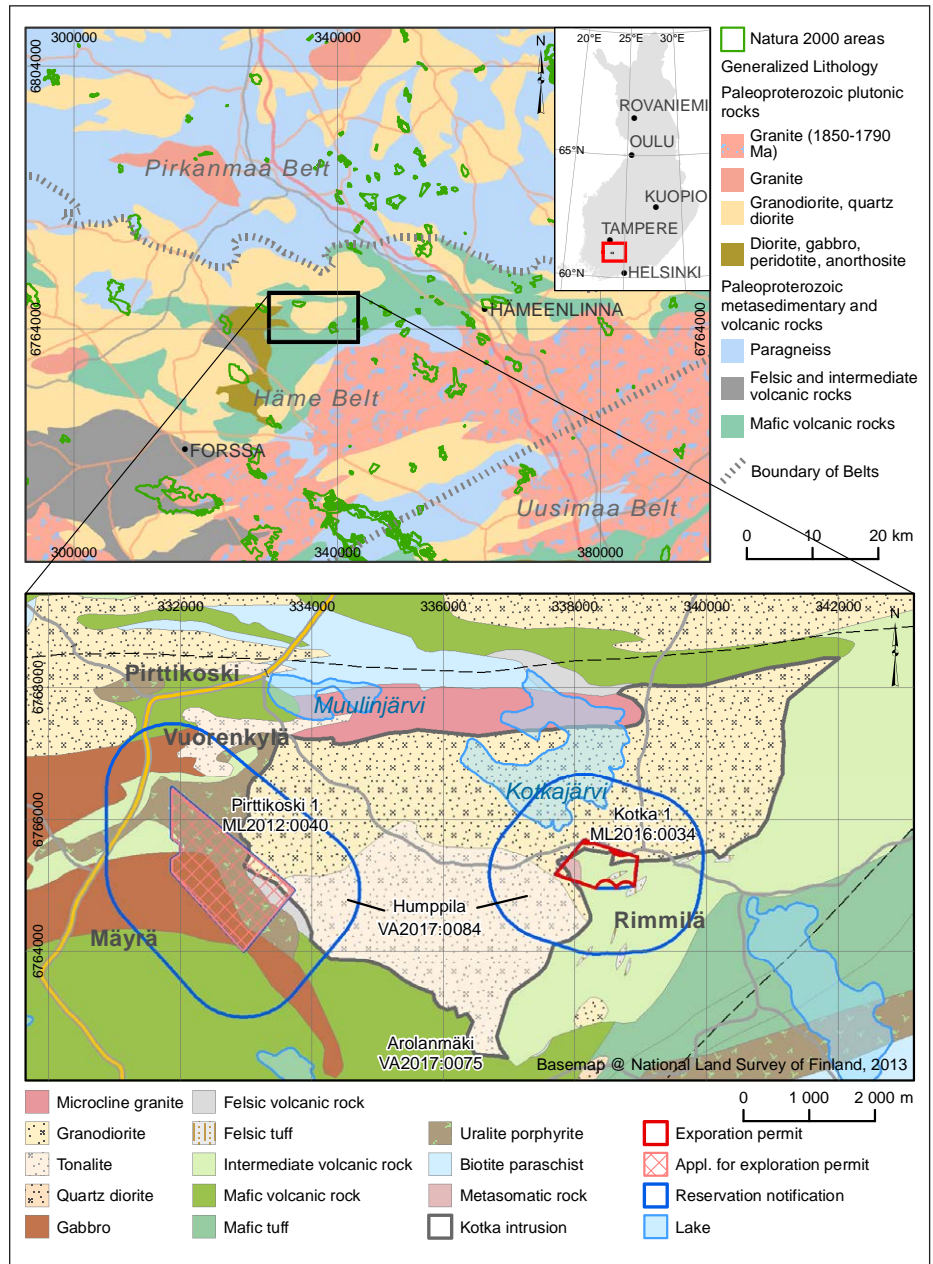 300000
340000
6804000
N
Pirkanmaa Belt
HÄMEENLINNA
6764000
6764000
Häme Belt
FORSSA
Uusimaa Belt
300000
340000
380000
20°E
25°E
30°E
ROVANIEMI
OULU
65°N
KUOPIO
TAMPERE
60°N
HELSINKI
Natura 2000 areas
Generalized Lithology
Paleoproterozoic plutonic
rocks
Granite (1850-1790
Ma)
Granite
Granodiorite, quartz
diorite
Diorite, gabbro,
peridotite, anorthosite
Paleoproterozoic
metasedimentary and
volcanic rocks
Paragneiss
Felsic and intermediate
volcanic rocks
Mafic volcanic rocks
Boundary of Belts
0 10 20 km
332000
334000
336000
338000
340000
342000
N
6768000
Pirttikoski
Muulinjärvi
Vuorenkylä
Kotkajärvi
Pirttikoski 1
ML2012:0040
Kotka 1
ML2016:0034
6766000
Humppila
VA2017:0084
Rimmilä
Mäyrä
6764000
Arolanmäki
VA2017:0075
Basemap @ National Land Survey of Finland, 2013
0 1 000 2 000 m
Microcline granite
Granodiorite
Tonalite
Quartz diorite
Gabbro
Felsic volcanic rock
Felsic tuff
Intermediate volcanic rock
Mafic volcanic rock
Mafic tuff
Uralite porphyrite
Biotite paraschist
Metasomatic rock
Kotka intrusion
Exporation permit
Appl. for exploration permit
Reservation notification
Lake